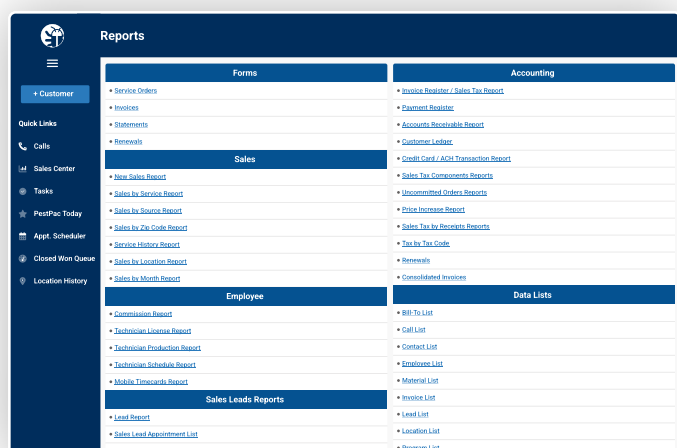 Reports
+ Customer
Quick Links
Calls
Sales Center
Tasks
PestPac Today
Appt. Scheduler
Closed Won Queue
Location History
Forms
Service Orders
Invoices
Statements
Renewals
Sales
New Sales Report
Sales by Service Report
Sales by Source Report
Sales by Zip Code Report
Service History Report
Sales by Location Report
Sales by Month Report
Employee
Commission Report
Technician License Report
Technician Production Report
Technician Schedule Report
Mobile Timecards Report
Sales Leads Reports
Lead Report
Sales Lead Appointment List
Accounting
Invoice Register / Sales Tax Report
Payment Register
Accounts Receivable Report
Customer Ledger
Credit Card / ACH Transaction Report
Sales Tax Components Reports
Uncommitted Orders Reports
Price Increase Report
Sales Tax by Receipts Reports
Tax by Tax Code
Renewals
Consolidated Invoices
Data Lists
Bill-To List
Call List
Contact List
Employee List
Material List
Invoice List
Lead List
Location List
Program List